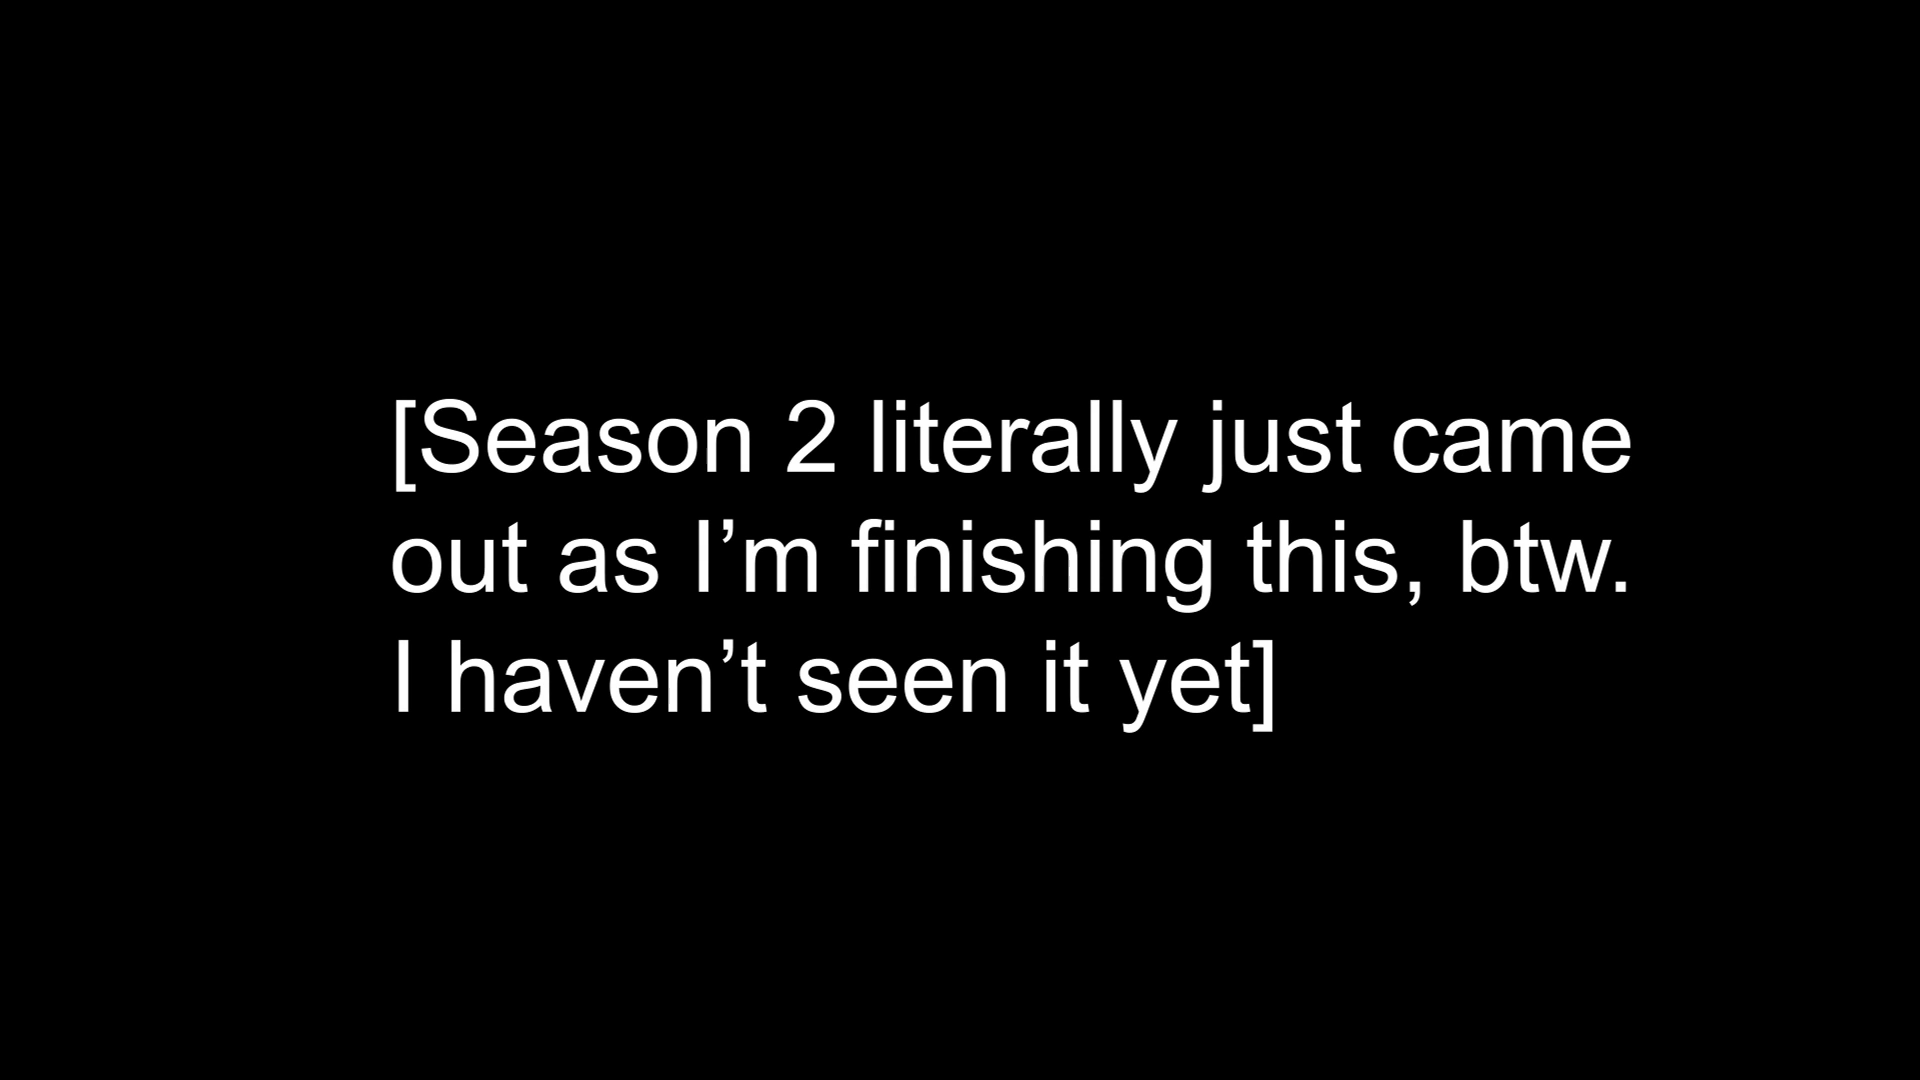 [Season 2 literally just came
out as I’m finishing this, btw.
I haven’t seen it yet]